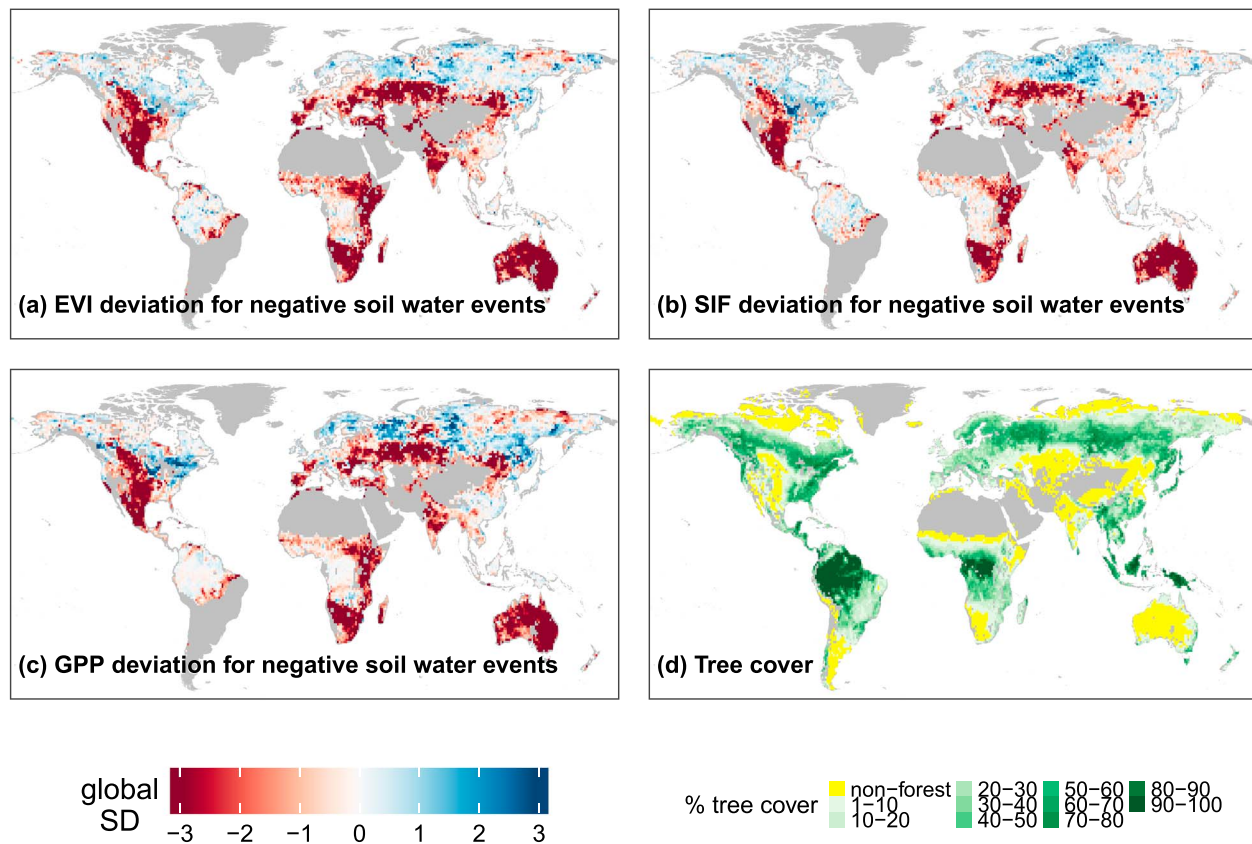 (a) EVI deviation for negative soil water events
(b) SIF deviation for negative soil water events
(c) GPP deviation for negative soil water events
(d) Tree cover
global
SD
−3 −2 −1 0 1 2 3
% tree cover
non−forest 20−30 50−60 80−90
1−10 30−40 60−70 90−100
10−20 40−50 70−80